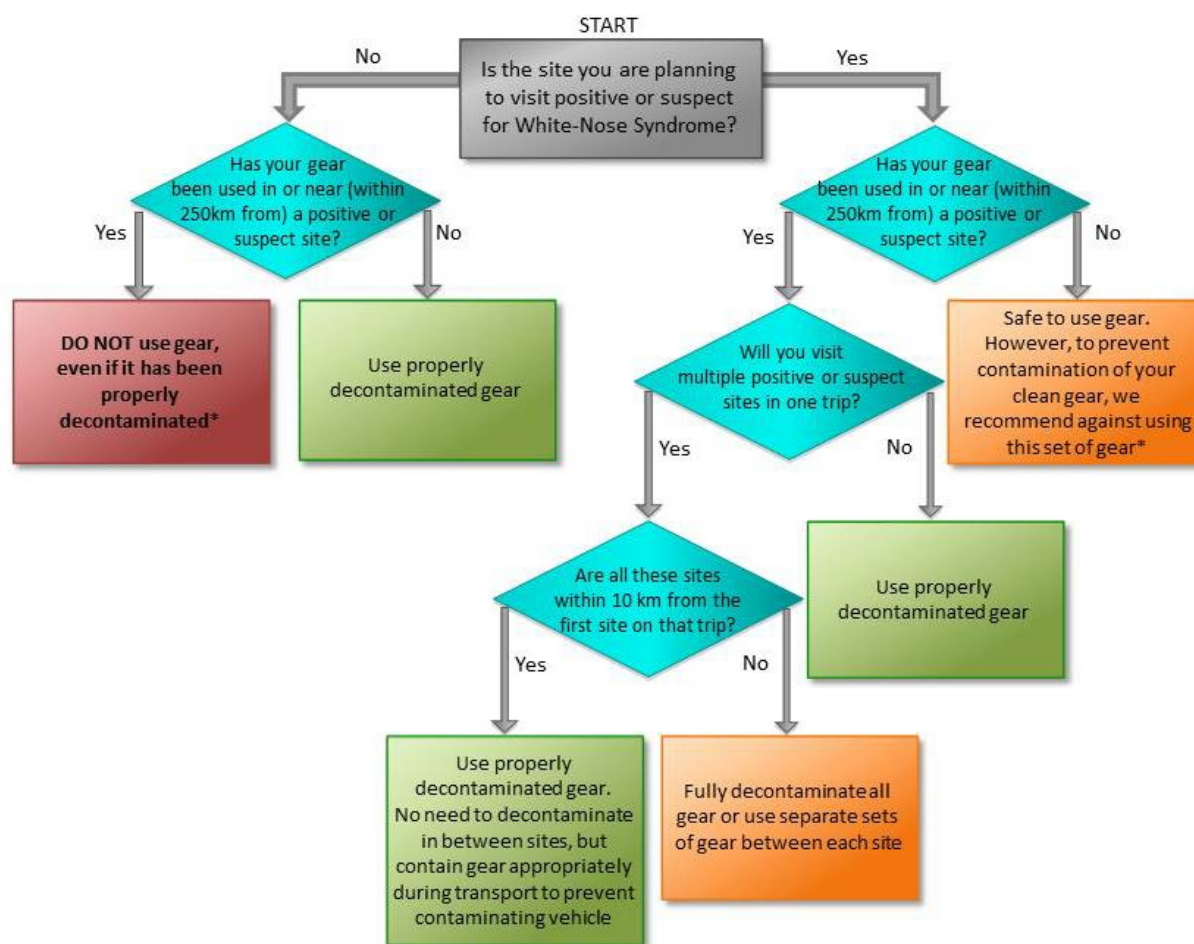 START
No
Yes
Is the site you are planning
to visit positive or suspect
for White-Nose Syndrome?
Has your gear
been used in or near (within
250km from) a positive or
suspect site?
Has your gear
been used in or near (within
250km from) a positive or
suspect site?
Yes
No
Yes
No
DO NOT use gear,
even if it has been
properly
decontaminated*
Use properly
decontaminated gear
Will you visit
multiple positive or suspect
sites in one trip?
Safe to use gear.
However, to prevent
contamination of your
clean gear, we
recommend against using
this set of gear*
Yes
No
Are all these sites
within 10 km from the
first site on that trip?
Use properly
decontaminated gear
Yes
No
Use properly
decontaminated gear.
No need to decontaminate
in between sites, but
contain gear appropriately
during transport to prevent
contaminating vehicle
Fully decontaminate all
gear or use separate sets
of gear between each site